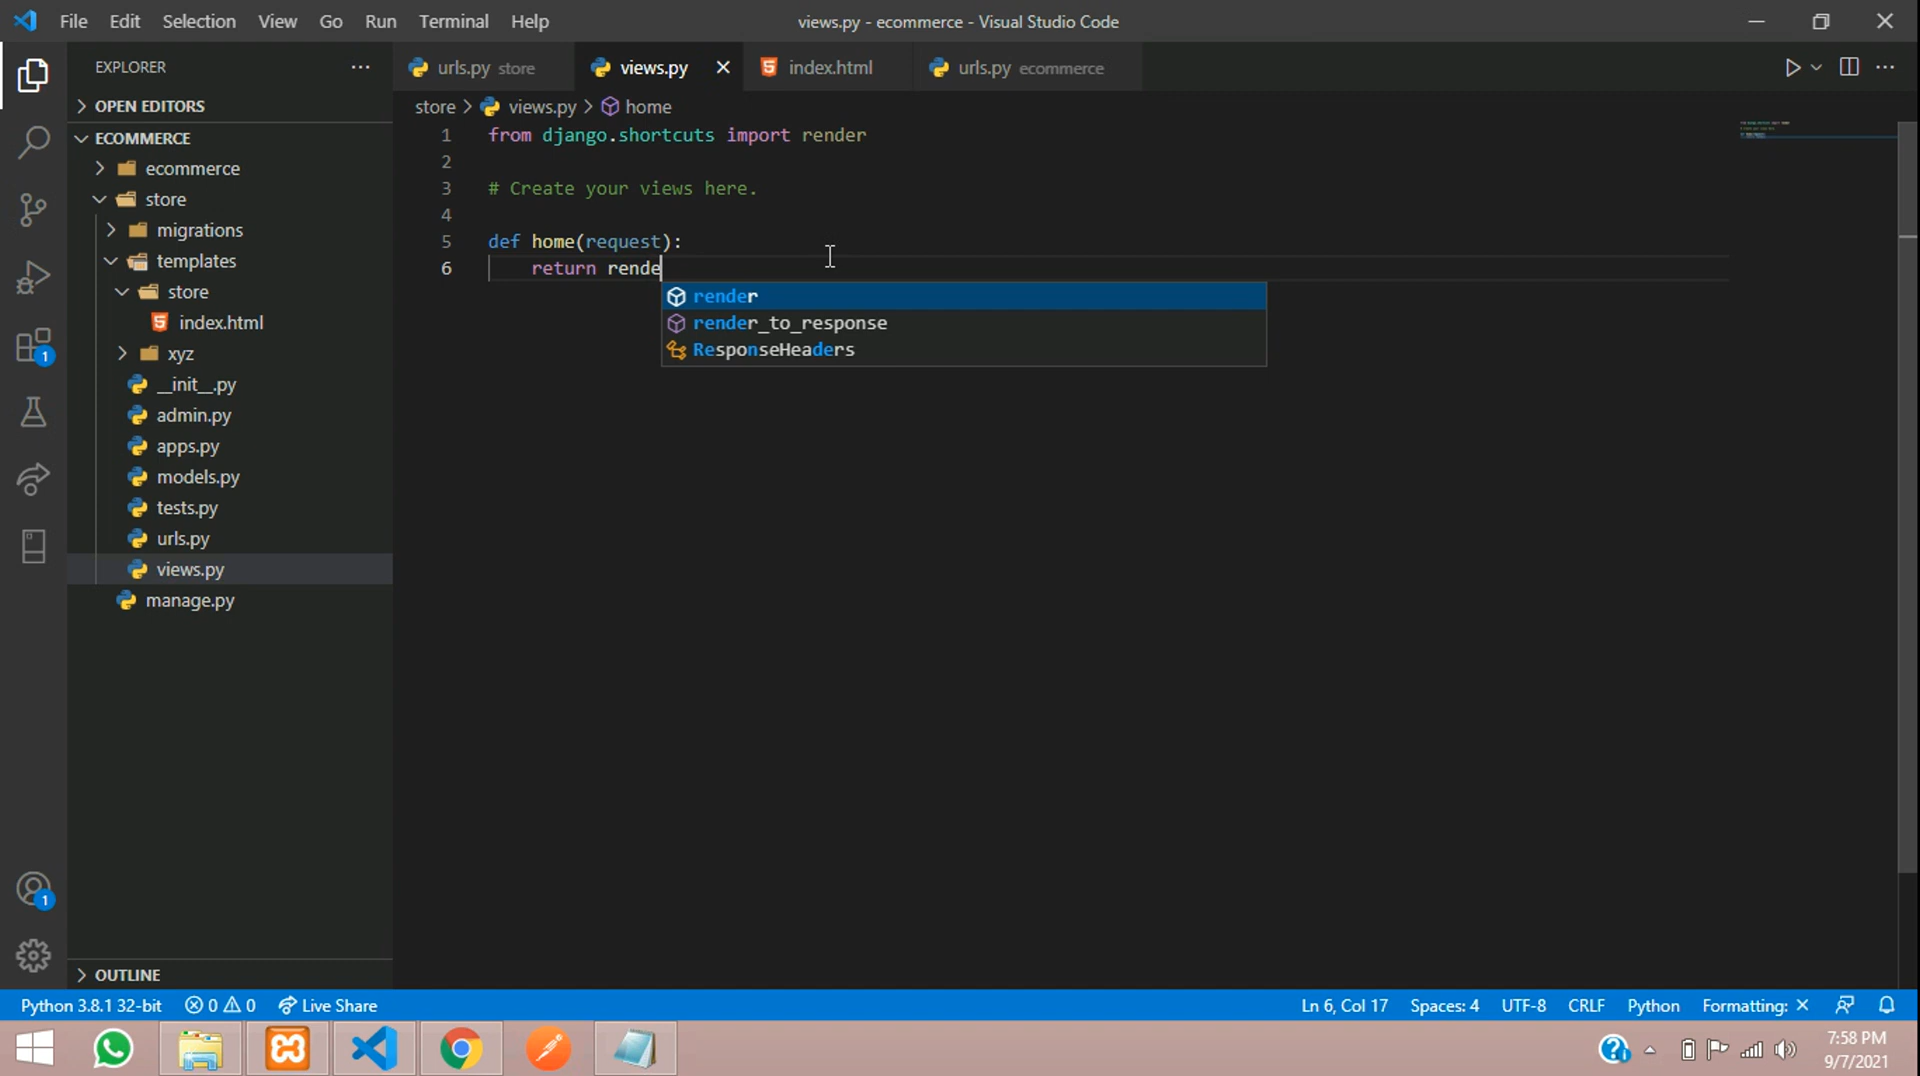 File Edit Selection View Go Run Terminal Help
views.py - ecommerce - Visual Studio Code
EXPLORER
OPEN EDITORS
ECOMMERCE
ecommerce
store
migrations
templates
store
index.html
xyz
__init__.py
admin.py
apps.py
models.py
tests.py
urls.py
views.py
manage.py
OUTLINE
urls.py store
views.py
index.html
urls.py ecommerce
store > views.py > home
1 from django.shortcuts import render
2
3 # Create your views here.
4
5 def home(request):
6 return rende
render
render_to_response
ResponseHeaders
1
1
Python 3.8.1 32-bit 0 0 Live Share
Ln 6, Col 17 Spaces: 4 UTF-8 CRLF Python Formatting: ×
7:58 PM
9/7/2021